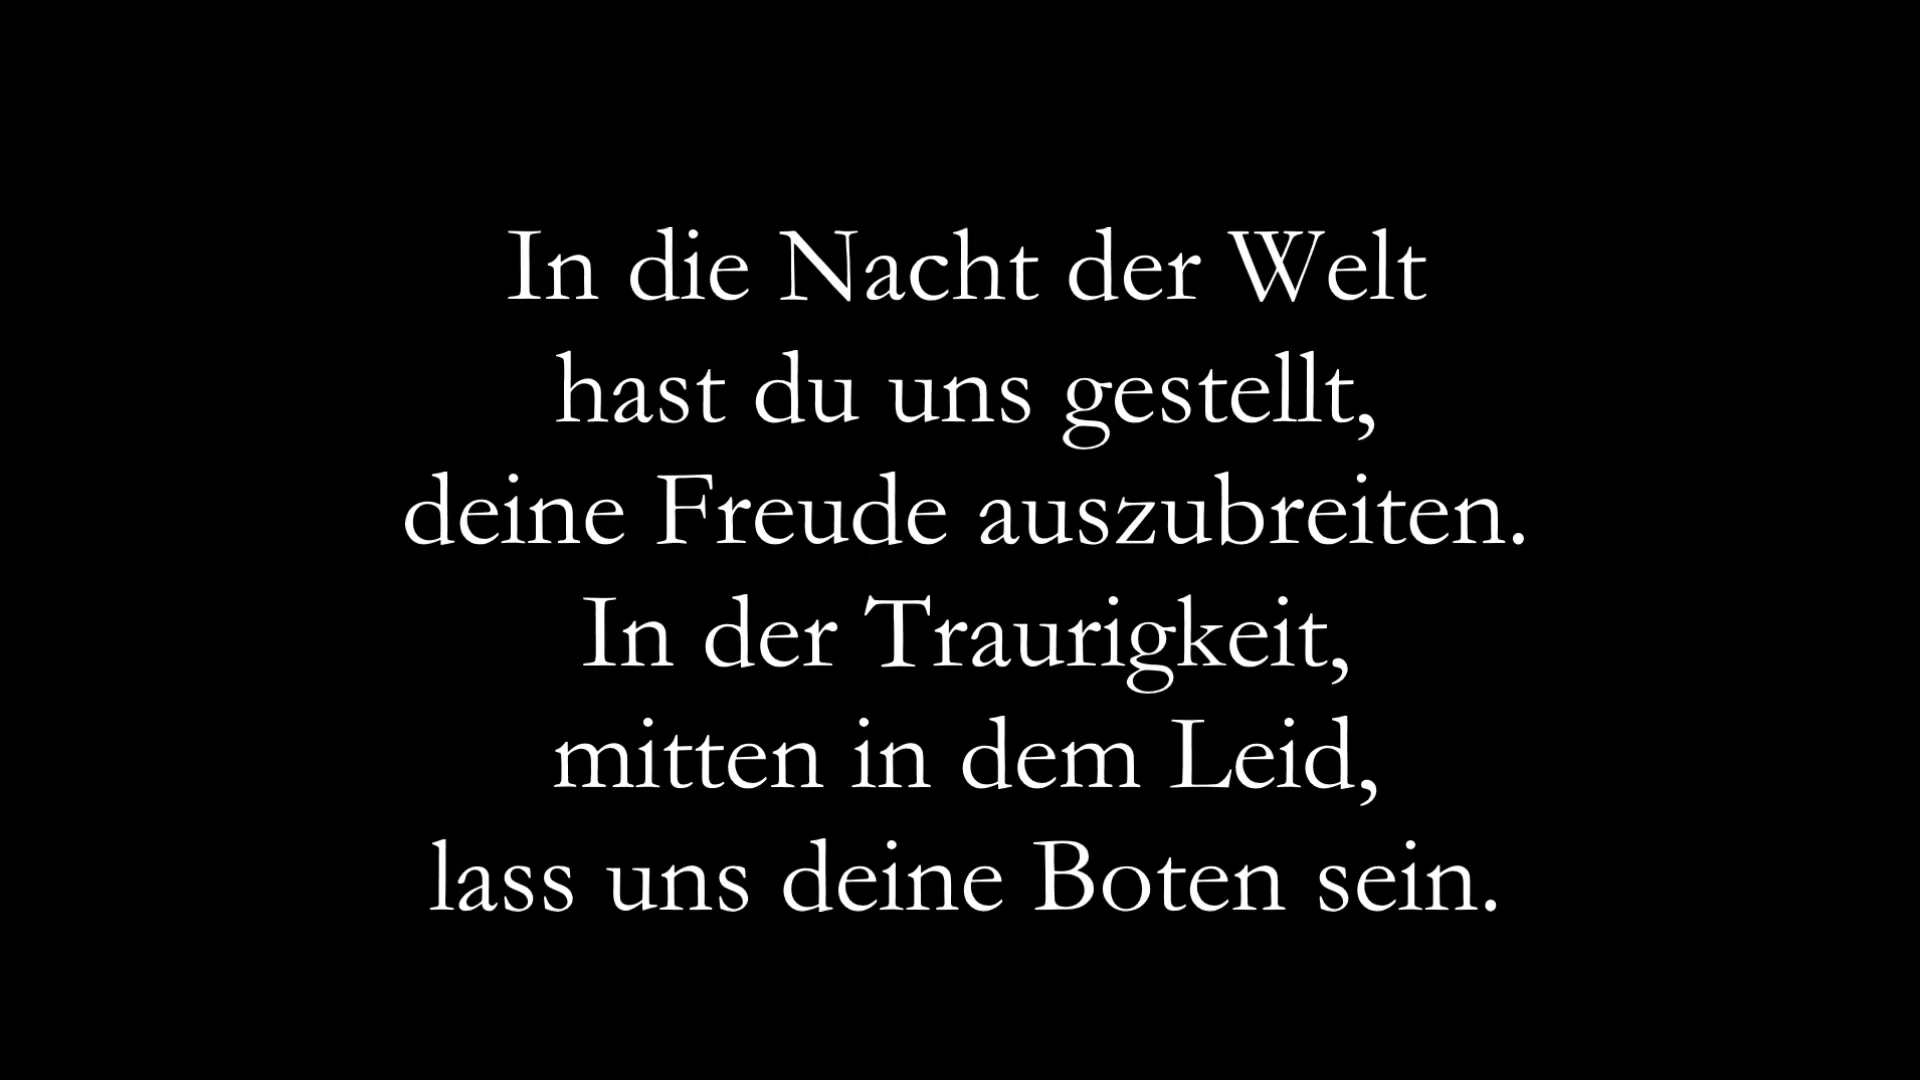 In die Nacht der Welt
hast du uns gestellt,
deine Freude auszubreiten.
In der Traurigkeit,
mitten in dem Leid,
lass uns deine Boten sein.